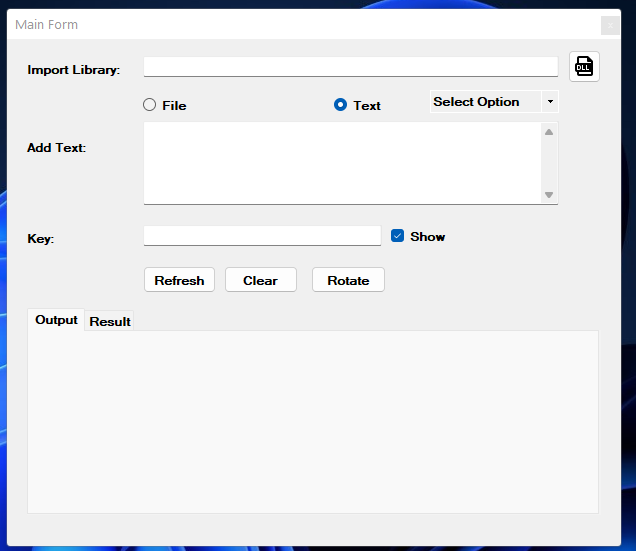 Main Form
x
Import Library:
DLL
File Text Select Option
Add Text:
Key: Show
Refresh Clear Rotate
Output Result